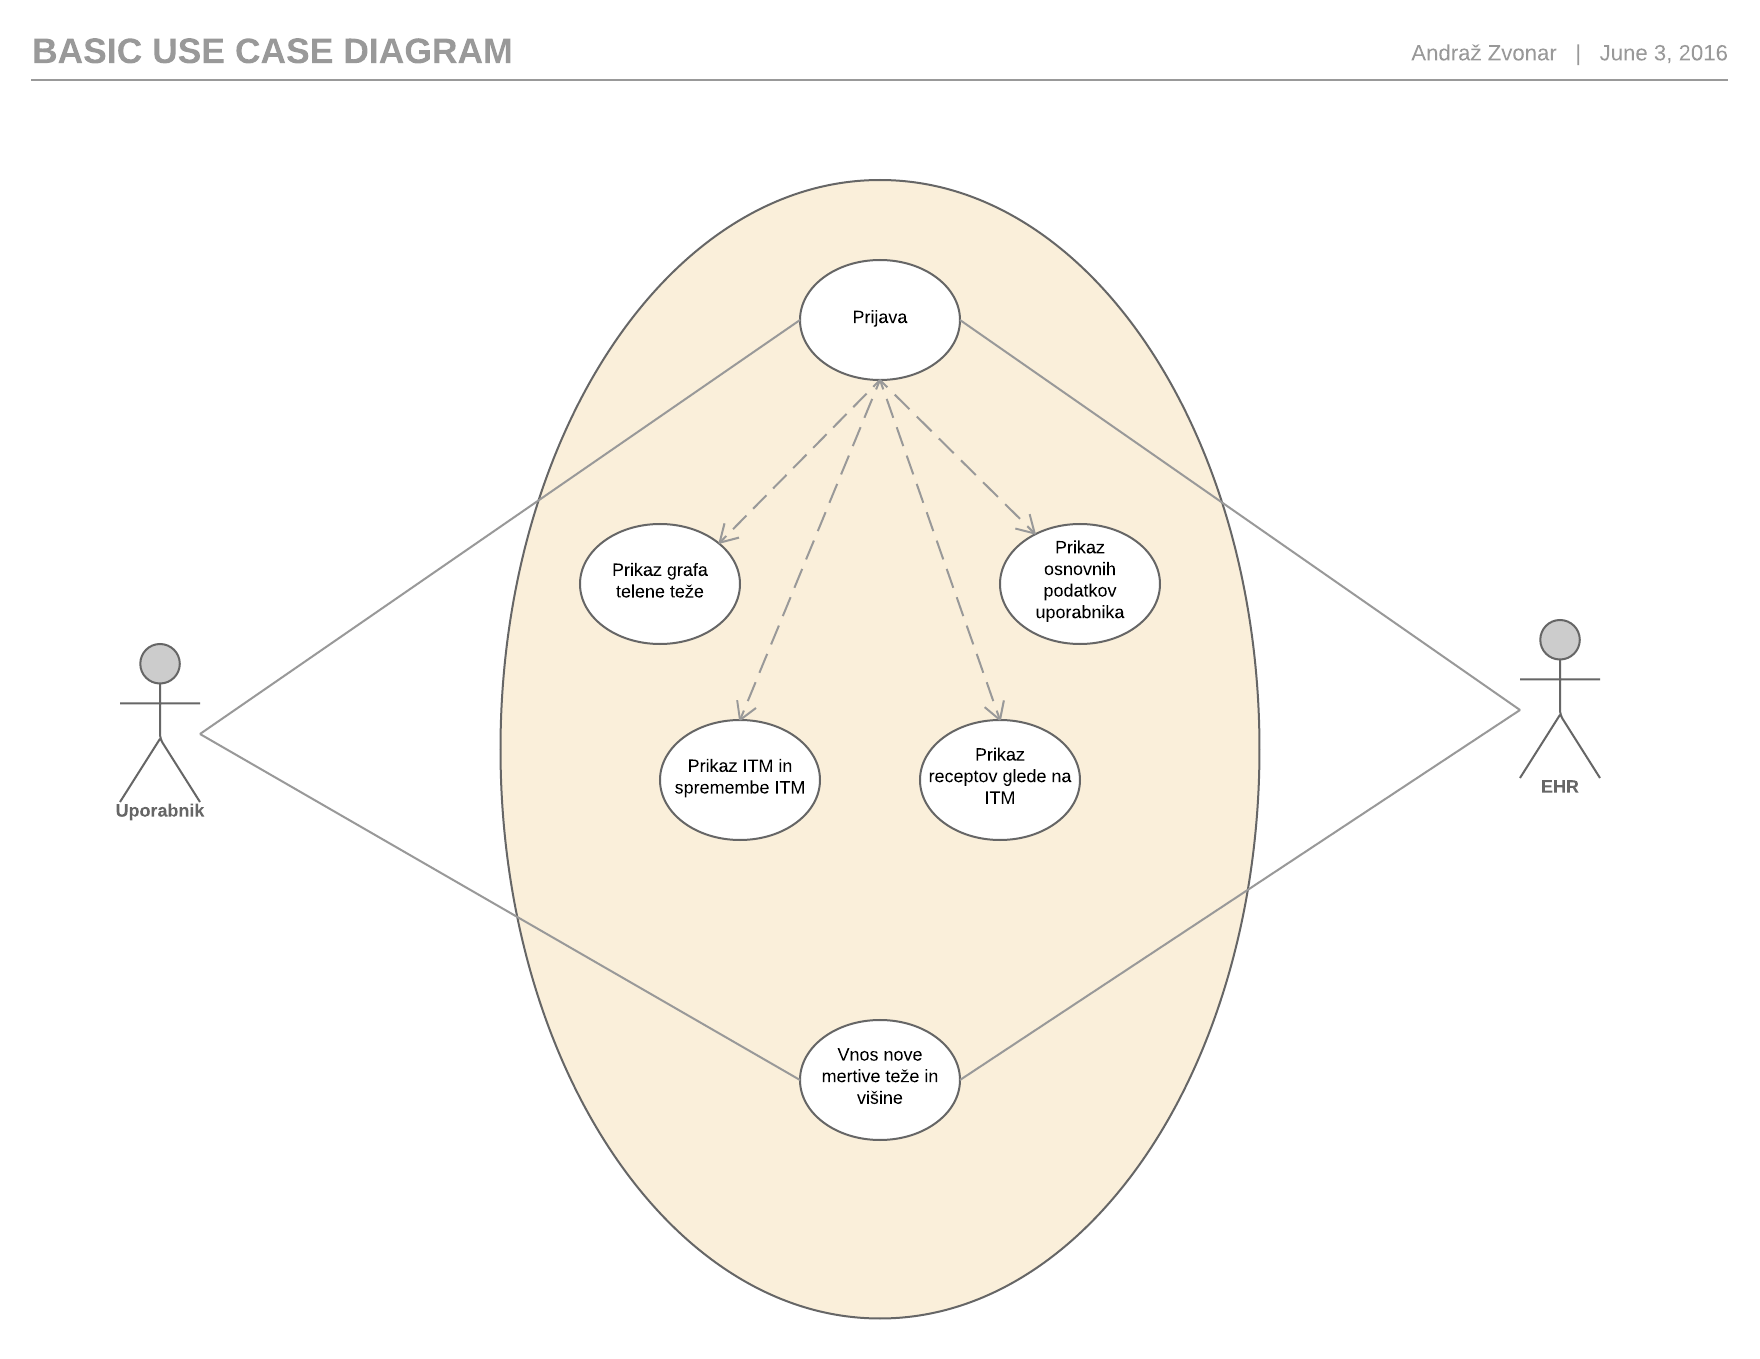 BASIC USE CASE DIAGRAM
Andraž Zvonar | June 3, 2016
Prijava
Prikaz grafa
telene teže
Prikaz
osnovnih
podatkov
uporabnika
Prikaz ITM in
spremembe ITM
Prikaz
receptov glede na
ITM
Uporabnik
EHR
Vnos nove
mertive teže in
višine